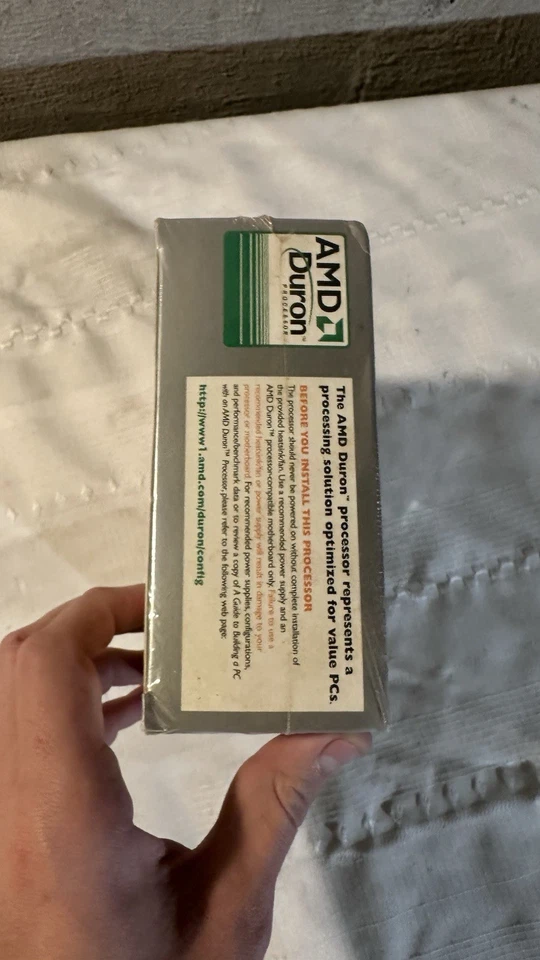 AMD
Duron™
PROCESSOR
The AMD Duron™ processor represents a
processing solution optimized for value PCs.
BEFORE YOU INSTALL THIS PROCESSOR
The processor should never be powered on without complete installation of
the provided heatsink/fan. Use a recommended power supply and an
AMD Duron™ processor-compatible motherboard only. Failure to use a
recommended heatsink/fan or power supply will result in damage to your
processor or motherboard. For recommended power supplies, configurations,
and performance/benchmark data or to review a copy of A Guide to Building a PC
with an AMD Duron™ Processor, please refer to the following web page:
http://www1.amd.com/duron/config